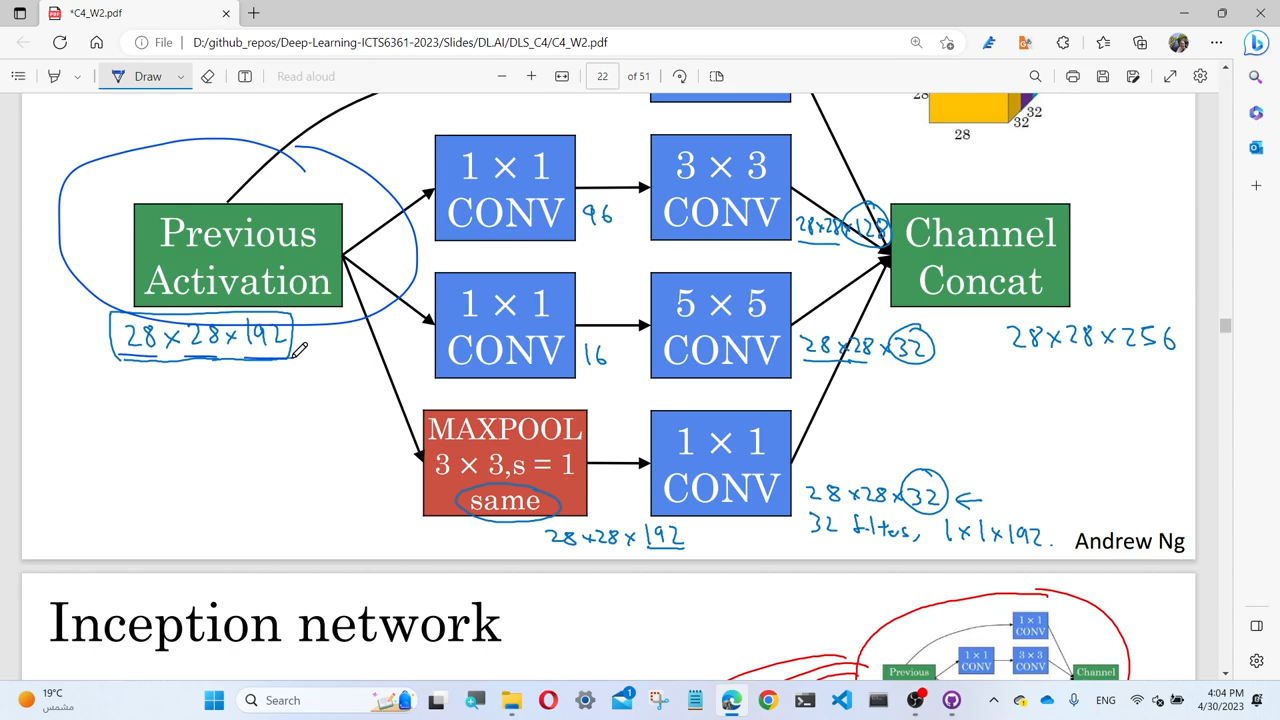 *C4_W2.pdf
File D:/github_repos/Deep-Learning-ICTS6361-2023/Slides/DL.AI/DLS_C4/C4_W2.pdf
Draw Read aloud 22 of 51
28
32
32
28
1 × 1
CONV
96
3 × 3
CONV
28×28×128
Previous
Activation
28×28×192
Channel
Concat
28×28×256
1 × 1
CONV
16
5 × 5
CONV
28×28×32
MAXPOOL
3 × 3,s = 1
same
28×28×192
1 × 1
CONV
28×28×32 ←
32 filters, 1×1×192.
Andrew Ng
Inception network
1 × 1
CONV
1 × 1
CONV
3 × 3
CONV
Previous
Channel
19°C
مشمس
Search
1
ENG
4:04 PM
4/30/2023